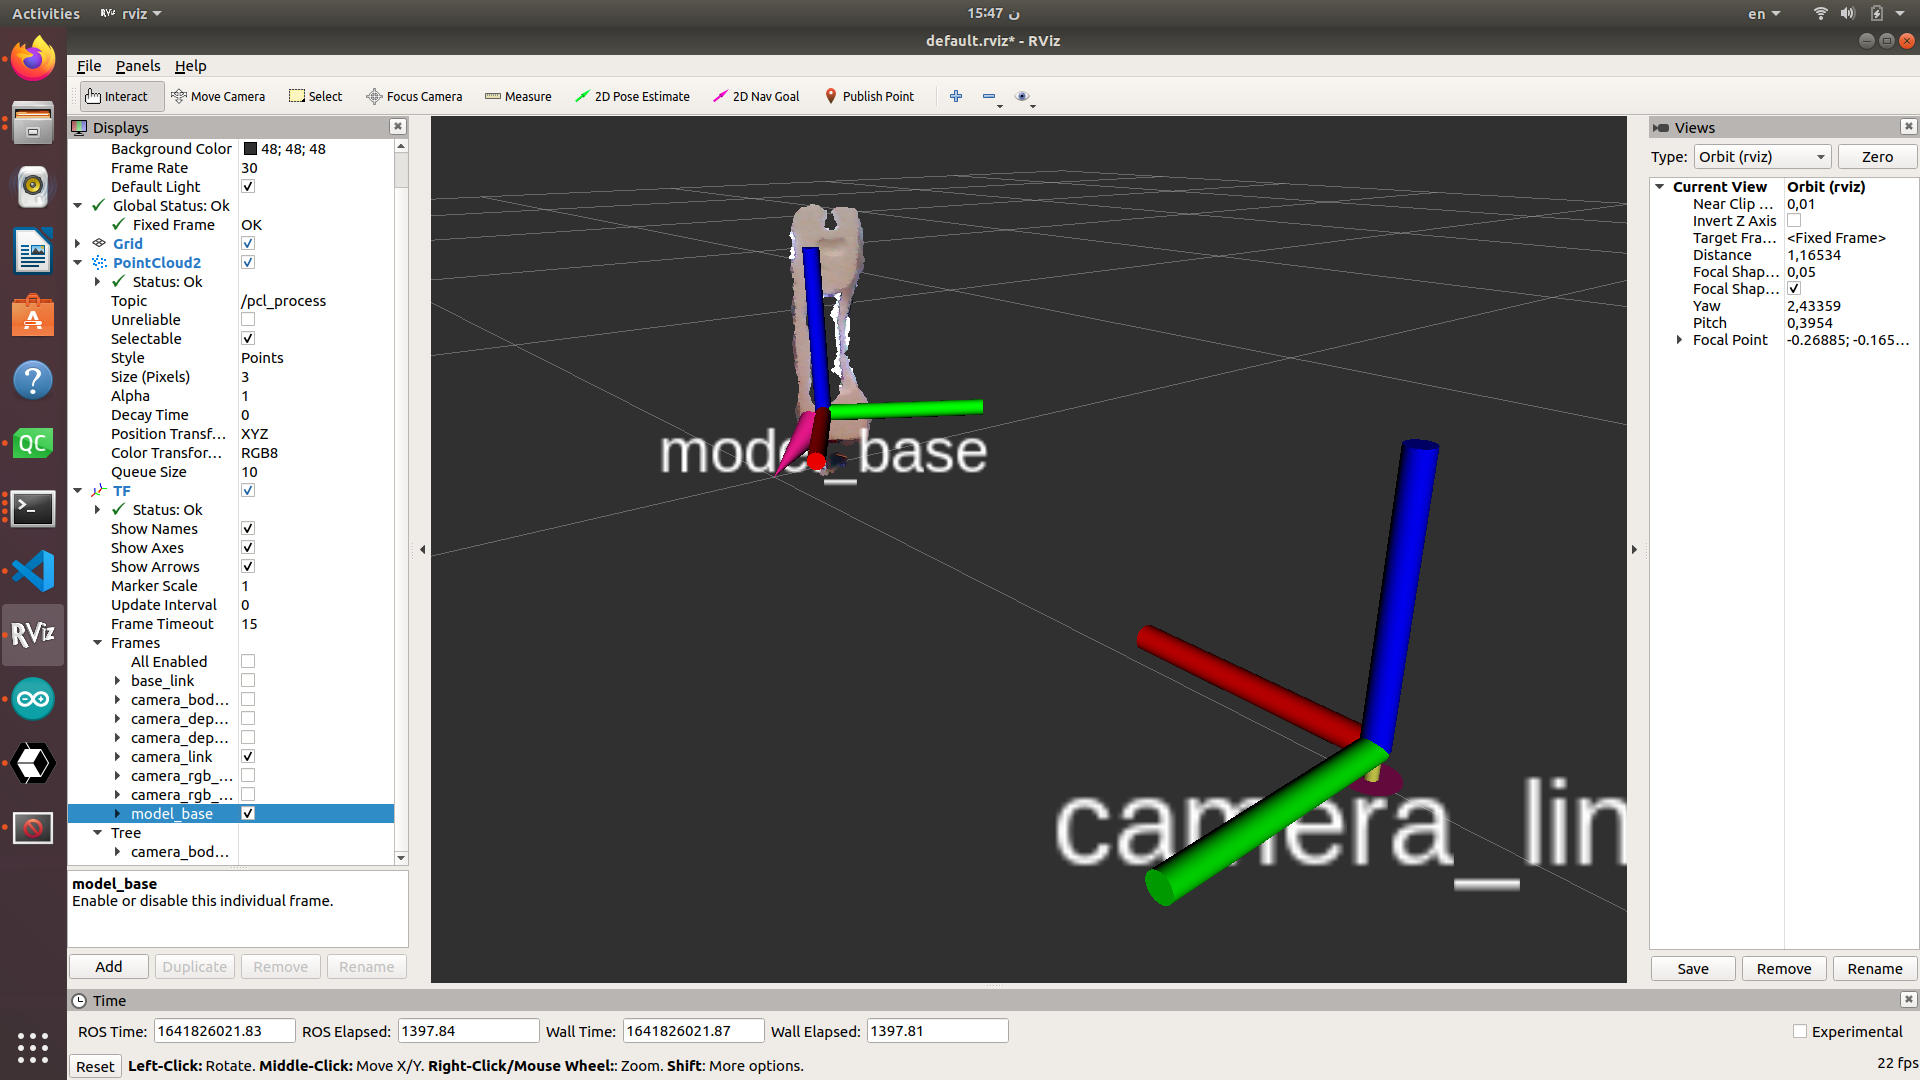 Activities RViz rviz 15:47 ن en
default.rviz* - RViz
File Panels Help
Interact Move Camera Select Focus Camera Measure 2D Pose Estimate 2D Nav Goal Publish Point
Displays
Background Color 48; 48; 48
Frame Rate 30
Default Light
Global Status: Ok
Fixed Frame OK
Grid
PointCloud2
Status: Ok
Topic /pcl_process
Unreliable
Selectable
Style Points
Size (Pixels) 3
Alpha 1
Decay Time 0
Position Transf... XYZ
Color Transfor... RGB8
Queue Size 10
TF
Status: Ok
Show Names
Show Axes
Show Arrows
Marker Scale 1
Update Interval 0
Frame Timeout 15
Frames
All Enabled
base_link
camera_bod...
camera_dep...
camera_dep...
camera_link
camera_rgb_...
camera_rgb_...
model_base
Tree
camera_bod...
model_base
Enable or disable this individual frame.
Add Duplicate Remove Rename
model_base
camera_lin
Views
Type: Orbit (rviz) Zero
Current View Orbit (rviz)
Near Clip ... 0,01
Invert Z Axis
Target Fra... <Fixed Frame>
Distance 1,16534
Focal Shap... 0,05
Focal Shap...
Yaw 2,43359
Pitch 0,3954
Focal Point -0.26885; -0.165...
Save Remove Rename
Time
ROS Time: 1641826021.83 ROS Elapsed: 1397.84 Wall Time: 1641826021.87 Wall Elapsed: 1397.81 Experimental
Reset Left-Click: Rotate. Middle-Click: Move X/Y. Right-Click/Mouse Wheel:: Zoom. Shift: More options. 22 fps
QC
RViz